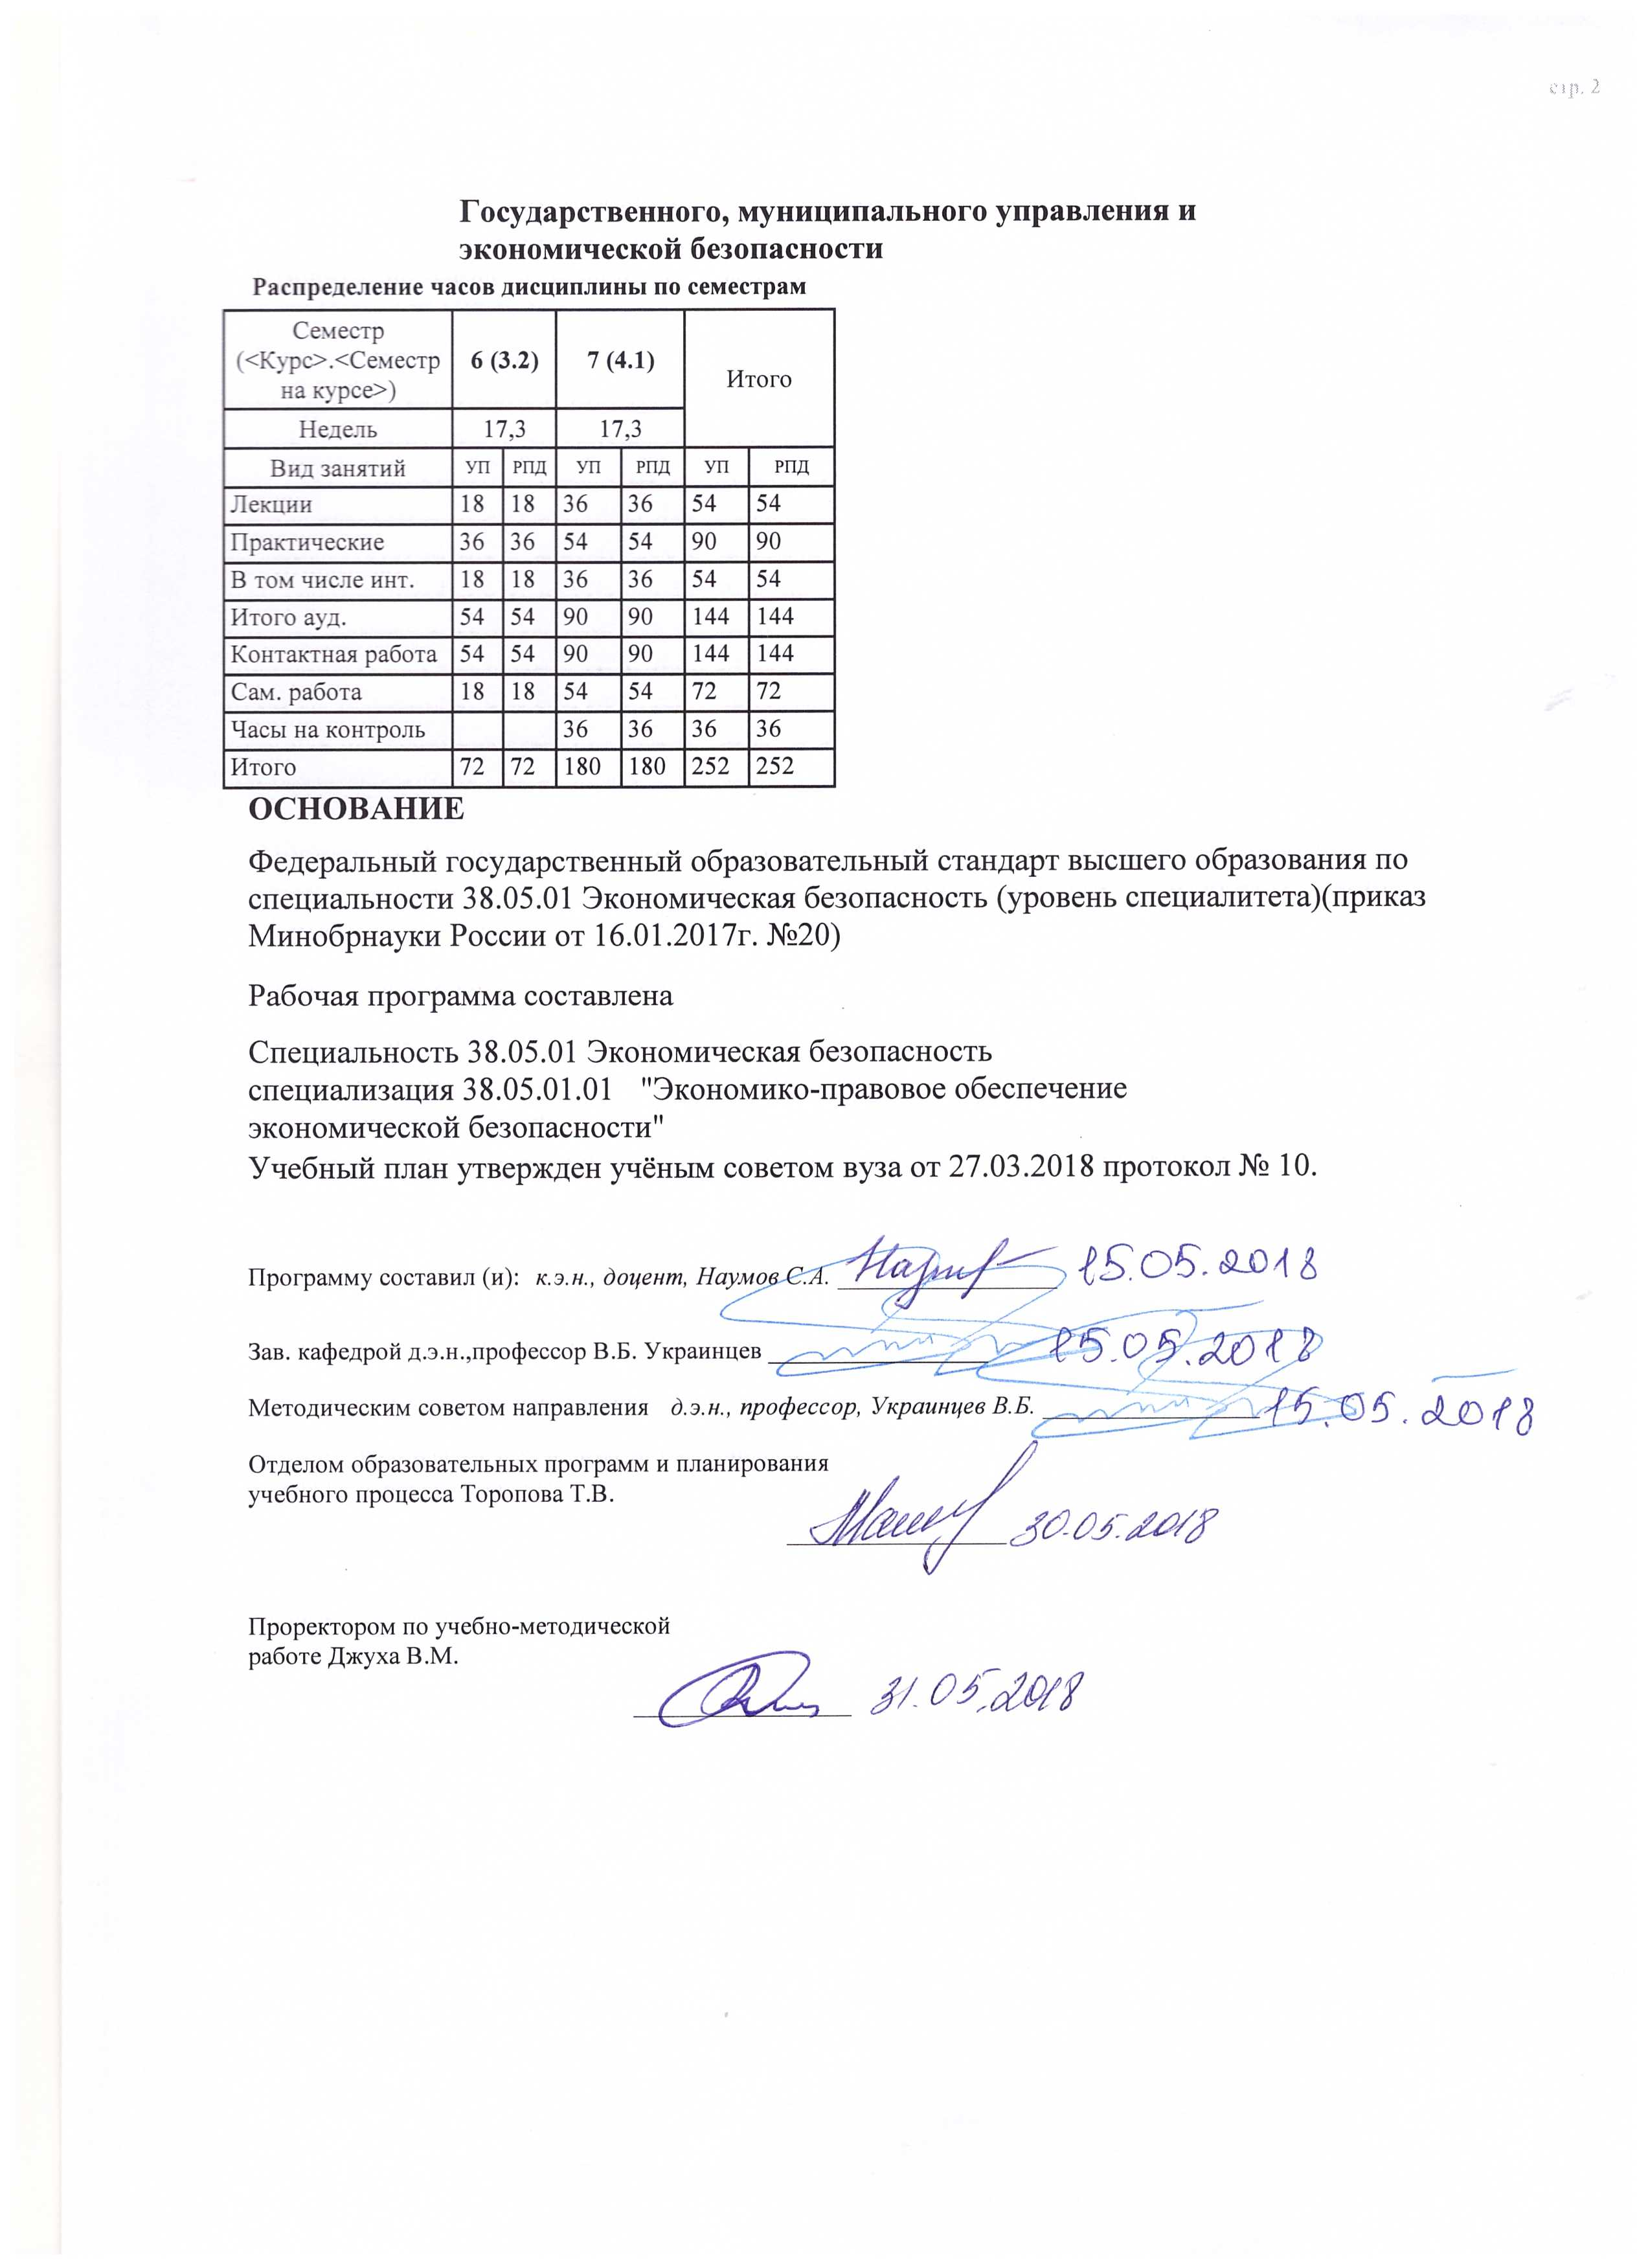 стр. 2
Государственного, муниципального управления и
экономической безопасности
Распределение часов дисциплины по семестрам
Семестр (<Курс>.<Семестр на курсе>) 6 (3.2) 7 (4.1) Итого
Недель 17,3 17,3
Вид занятий УП РПД УП РПД УП РПД
Лекции 18 18 36 36 54 54
Практические 36 36 54 54 90 90
В том числе инт. 18 18 36 36 54 54
Итого ауд. 54 54 90 90 144 144
Контактная работа 54 54 90 90 144 144
Сам. работа 18 18 54 54 72 72
Часы на контроль 36 36 36 36
Итого 72 72 180 180 252 252
ОСНОВАНИЕ
Федеральный государственный образовательный стандарт высшего образования по
специальности 38.05.01 Экономическая безопасность (уровень специалитета)(приказ
Минобрнауки России от 16.01.2017г. №20)
Рабочая программа составлена
Специальность 38.05.01 Экономическая безопасность
специализация 38.05.01.01 "Экономико-правовое обеспечение
экономической безопасности"
Учебный план утвержден учёным советом вуза от 27.03.2018 протокол № 10.
Программу составил (и): к.э.н., доцент, Наумов С.А. 15.05.2018
Зав. кафедрой д.э.н.,профессор В.Б. Украинцев 15.05.2018
Методическим советом направления д.э.н., профессор, Украинцев В.Б. 15.05.2018
Отделом образовательных программ и планирования
учебного процесса Торопова Т.В.
30.05.2018
Проректором по учебно-методической
работе Джуха В.М.
31.05.2018